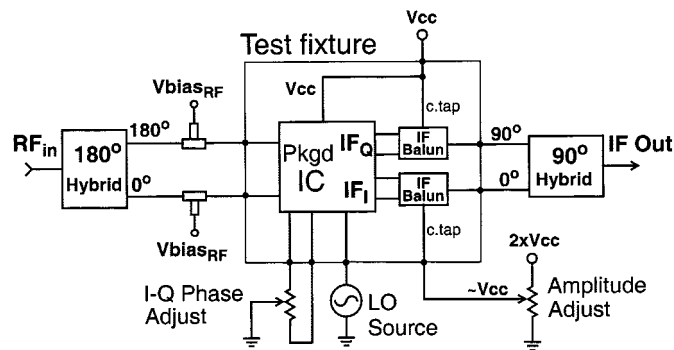 Vcc
Test fixture
VbiasRF
Vcc
c.tap
RFin
180°
Hybrid
180°
0°
Pkgd
IC
IFQ
IFI
IF
Balun
IF
Balun
90°
0°
90°
Hybrid
IF Out
VbiasRF
c.tap
2xVcc
I-Q Phase
Adjust
LO
Source
~Vcc
Amplitude
Adjust